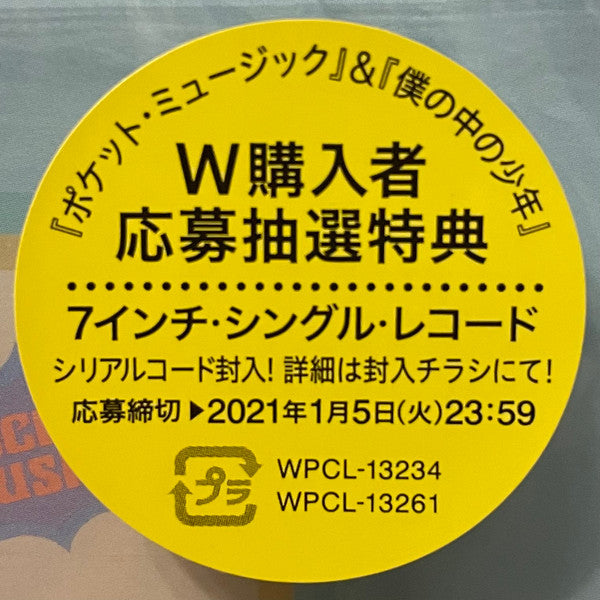 『ポケット・ミュージック』&『僕の中の少年』
W購入者
応募抽選特典
7インチ・シングル・レコード
シリアルコード封入! 詳細は封入チラシにて!
応募締切▶2021年1月5日(火)23:59
プラ
WPCL-13234
WPCL-13261